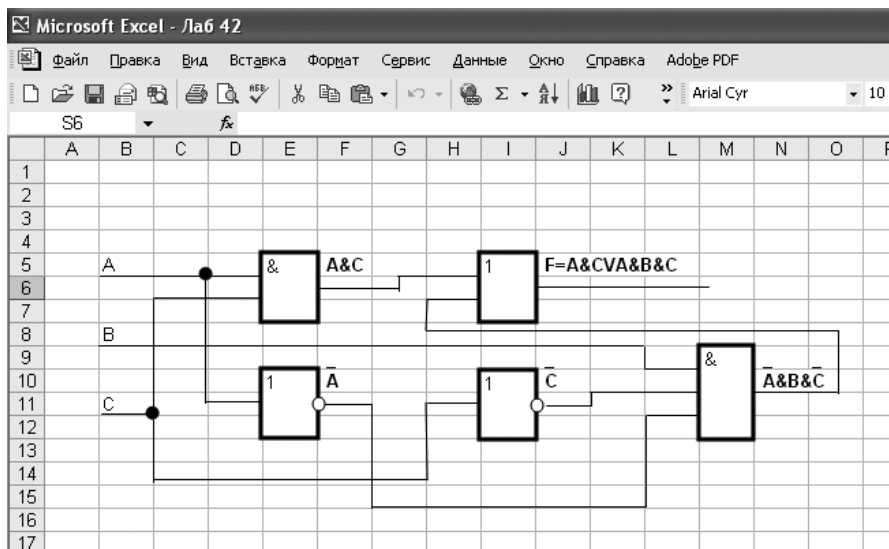 Microsoft Excel - Лаб 42
Файл Правка Вид Вставка Формат Сервис Данные Окно Справка Adobe PDF
Arial Cyr 10
S6 fx
A B C D E F G H I J K L M N O
1
2
3
4
5 A & A&C 1 F=A&CVA&B&C
6
7
8 B
9 &
10 1 A̅ 1 C̅ A̅&B&C̅
11 C
12
13
14
15
16
17